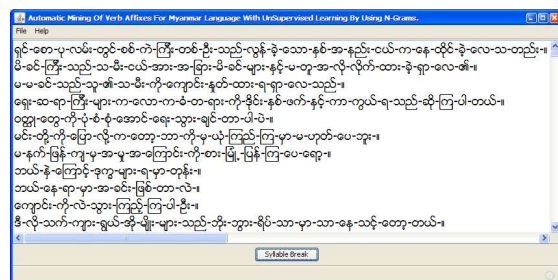 Automatic Mining Of Verb Affixes For Myanmar Language With UnSupervised Learning By Using N-Grams.
File Help
ရှင်-စော-ပု-လမ်း-တွင်-စစ်-ကဲ-ကြီး-တစ်-ဦး-သည်-လွန်-ခဲ့-သော-နှစ်-အ-နည်း-ငယ်-က-နေ-ထိုင်-ခဲ့-လေ-သ-တည်း-။
မိ-ခင်-ကြီး-သည်-သ-မီး-ငယ်-အား-အ-ခြား-မိ-ခင်-များ-နှင့်-မ-တူ-အ-လို-လိုက်-ထား-ခဲ့-ရှာ-လေ-၏-။
မ-မ-ခင်-သည်-သူ-၏-သ-မီး-ကို-ကျောင်း-နှုတ်-ထား-ရ-ရှာ-လေ-သည်-။
ရှေး-ဆ-ရာ-ကြီး-များ-က-လော-က-ဓံ-တ-ရား-ကို-ဒိုင်း-နှစ်-ဖက်-နှင့်-ကာ-ကွယ်-ရ-သည်-ဆို-ကြ-ပါ-တယ်-။
ဝတ္ထု-တွေ-ကို-ပုံ-စံ-စုံ-အောင်-ရေး-သွား-ချင်-တာ-ပါ-ပဲ-။
မင်း-တို့-ကို-ပြော-လို့-က-တော့-ဘာ-ကို-မှ-ယုံ-ကြည်-ကြ-မှာ-မ-ဟုတ်-ပေ-ဘူး-။
မ-နက်-ဖြန်-ကျ-မှ-အ-မှု-အ-ကြောင်း-ကို-စား-မြုံ့-ပြန်-ကြ-ပေ-ရော့-။
ဘယ်-နဲ့-ကြောင့်-ဒုက္ခ-များ-ရ-မှာ-တုန်း-။
ဘယ်-နေ-ရာ-မှာ-အ-ခင်း-ဖြစ်-တာ-လဲ-။
ကျောင်း-ကို-လဲ-သွား-ကြည့်-ကြ-ပါ-ဦး-။
ဒီ-လို-သက်-ကျား-ရွယ်-အို-မျိုး-များ-သည်-ဘိုး-ဘွား-ရိပ်-သာ-မှာ-သာ-နေ-သင့်-တော့-တယ်-။
Syllable Break